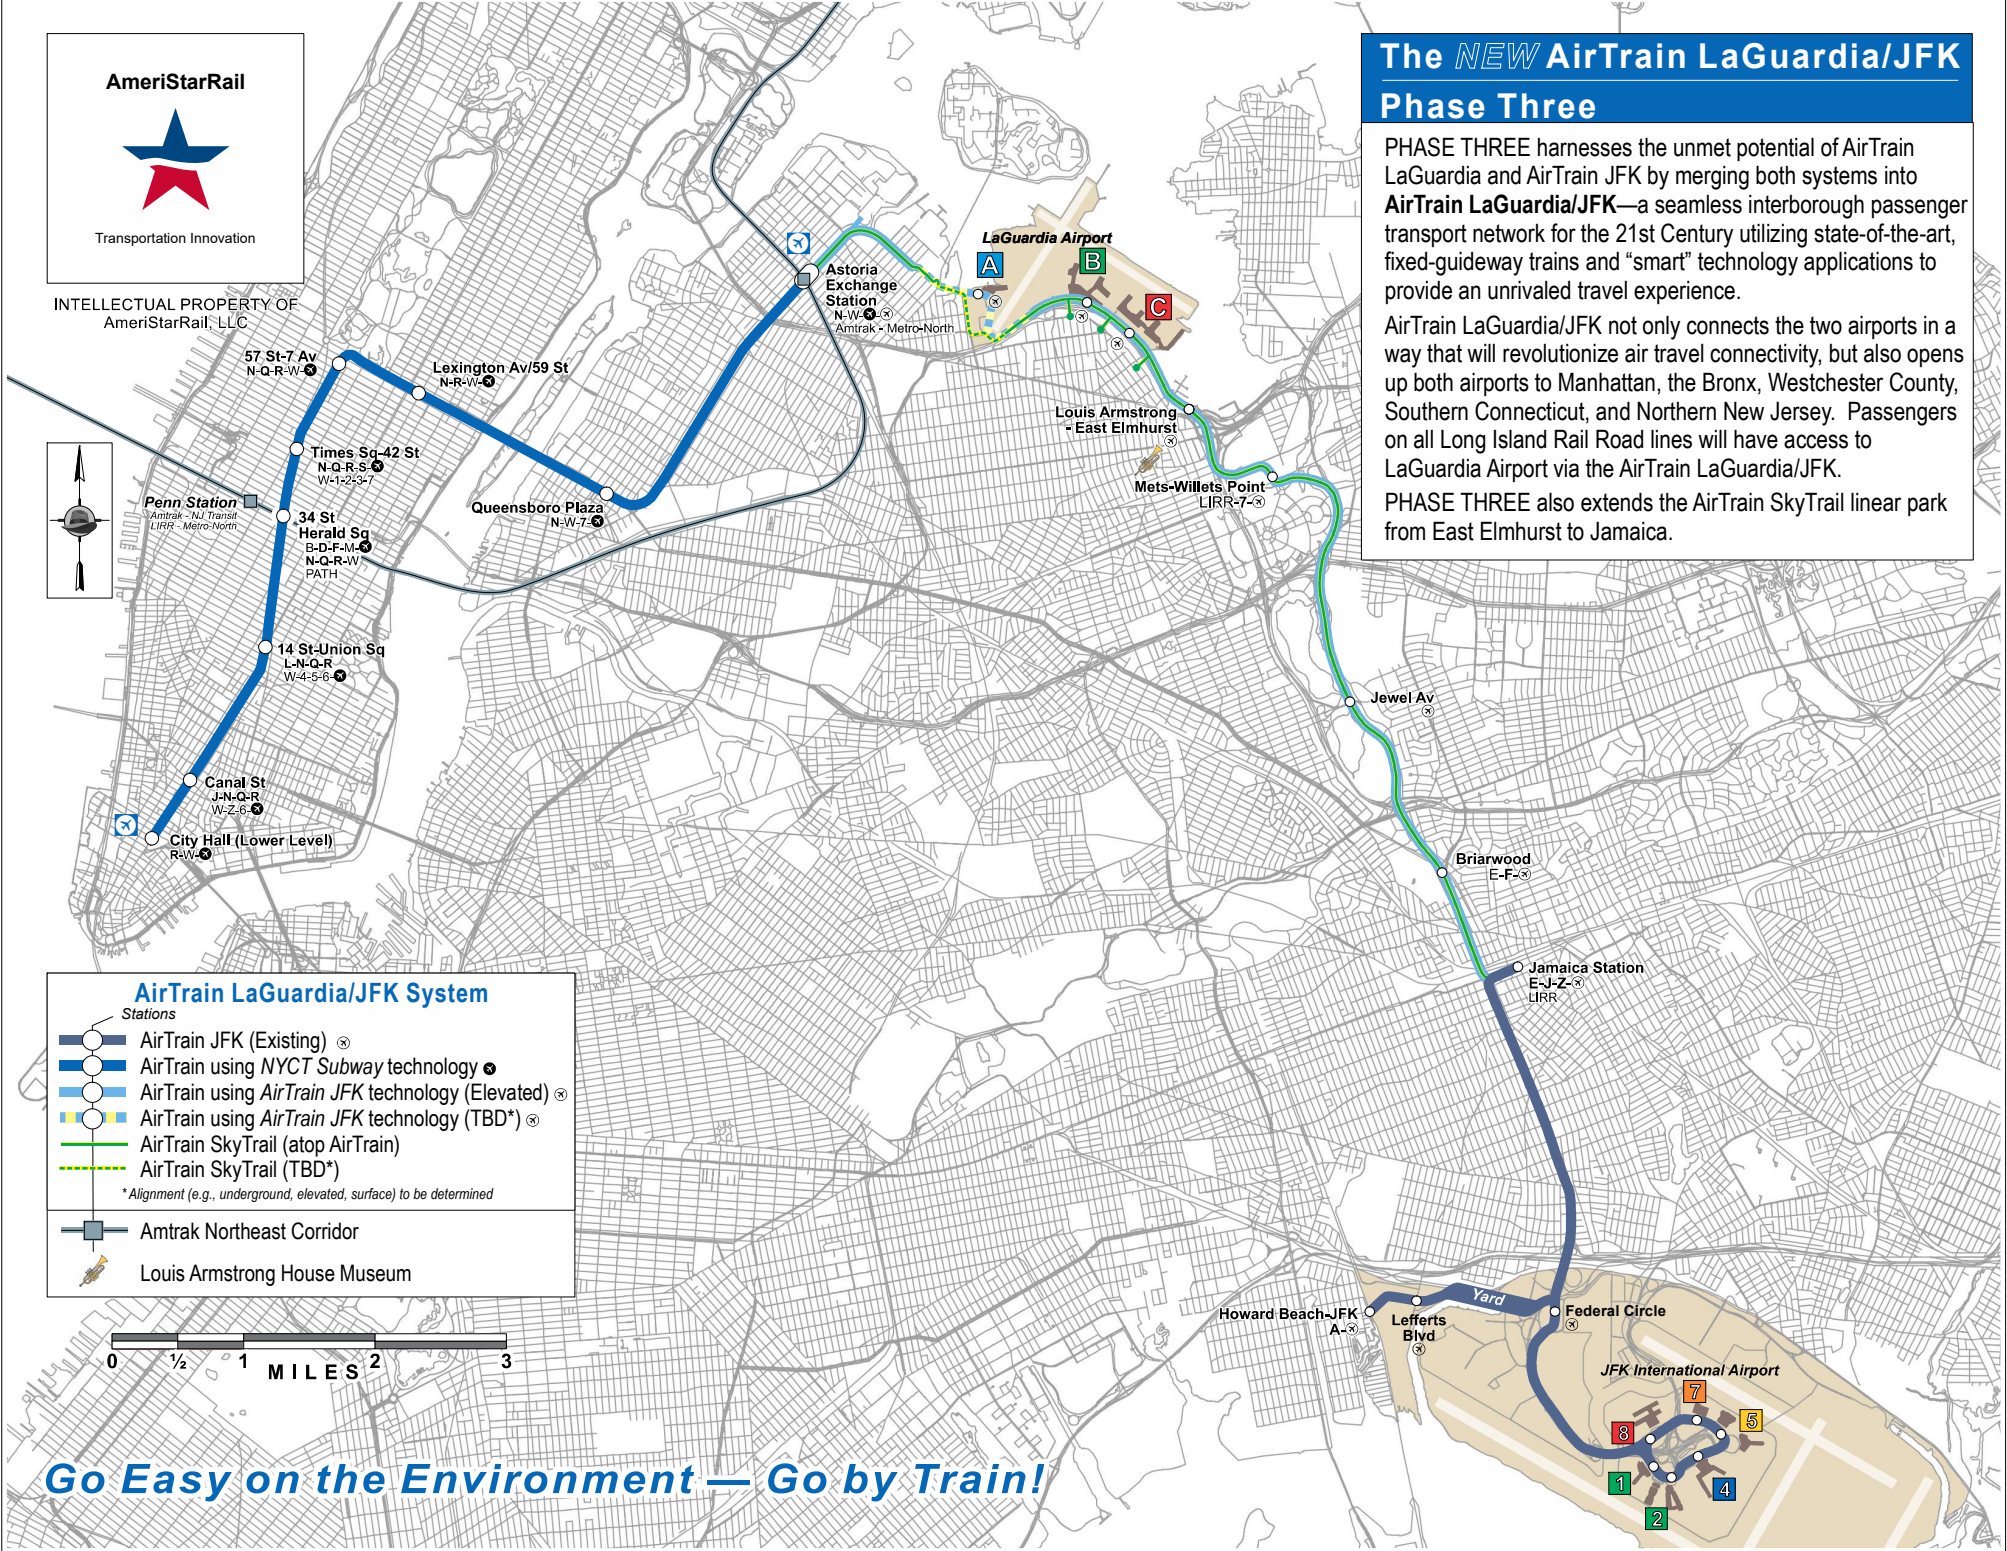 AmeriStarRail
Transportation Innovation
INTELLECTUAL PROPERTY OF
AmeriStarRail, LLC
The NEW AirTrain LaGuardia/JFK
Phase Three
PHASE THREE harnesses the unmet potential of AirTrain
LaGuardia and AirTrain JFK by merging both systems into
AirTrain LaGuardia/JFK—a seamless interborough passenger
transport network for the 21st Century utilizing state-of-the-art,
fixed-guideway trains and “smart” technology applications to
provide an unrivaled travel experience.
AirTrain LaGuardia/JFK not only connects the two airports in a
way that will revolutionize air travel connectivity, but also opens
up both airports to Manhattan, the Bronx, Westchester County,
Southern Connecticut, and Northern New Jersey. Passengers
on all Long Island Rail Road lines will have access to
LaGuardia Airport via the AirTrain LaGuardia/JFK.
PHASE THREE also extends the AirTrain SkyTrail linear park
from East Elmhurst to Jamaica.
LaGuardia Airport
A
B
C
Astoria
Exchange
Station
N-W-
Amtrak - Metro-North
57 St-7 Av
N-Q-R-W-
Lexington Av/59 St
N-R-W-
Times Sq-42 St
N-Q-R-S-
W-1-2-3-7
Penn Station
Amtrak - NJ Transit
LIRR - Metro-North
34 St
Herald Sq
B-D-F-M-
N-Q-R-W
PATH
Queensboro Plaza
N-W-7-
Louis Armstrong
- East Elmhurst
Mets-Willets Point
LIRR-7-
14 St-Union Sq
L-N-Q-R
W-4-5-6-
Jewel Av
Canal St
J-N-Q-R
W-Z-6-
City Hall (Lower Level)
R-W-
Briarwood
E-F-
Jamaica Station
E-J-Z-
LIRR
AirTrain LaGuardia/JFK System
Stations
AirTrain JFK (Existing)
AirTrain using NYCT Subway technology
AirTrain using AirTrain JFK technology (Elevated)
AirTrain using AirTrain JFK technology (TBD*)
AirTrain SkyTrail (atop AirTrain)
AirTrain SkyTrail (TBD*)
* Alignment (e.g., underground, elevated, surface) to be determined
Amtrak Northeast Corridor
Louis Armstrong House Museum
0 ½ 1 2 3
MILES
Howard Beach-JFK
A-
Lefferts
Blvd
Yard
Federal Circle
JFK International Airport
7
5
8
1
4
2
Go Easy on the Environment — Go by Train!